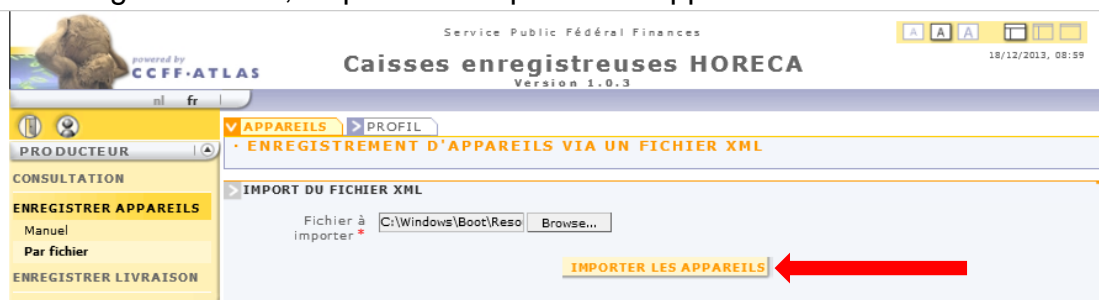 Service Public Fédéral Finances
A A A
powered by
CCFF-ATLAS
Caisses enregistreuses HORECA
18/12/2013, 08:59
Version 1.0.3
nl fr
APPAREILS PROFIL
PRODUCTEUR
· ENREGISTREMENT D'APPAREILS VIA UN FICHIER XML
CONSULTATION
IMPORT DU FICHIER XML
ENREGISTRER APPAREILS
Fichier à importer * C:\Windows\Boot\Reso Browse...
Manuel
Par fichier
IMPORTER LES APPAREILS
ENREGISTRER LIVRAISON